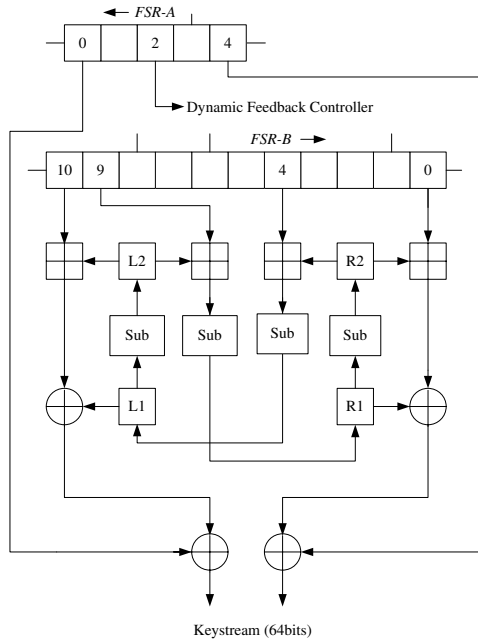 FSR-A
0 2 4
Dynamic Feedback Controller
FSR-B
10 9 4 0
L2 R2
Sub Sub Sub Sub
L1 R1
Keystream (64bits)